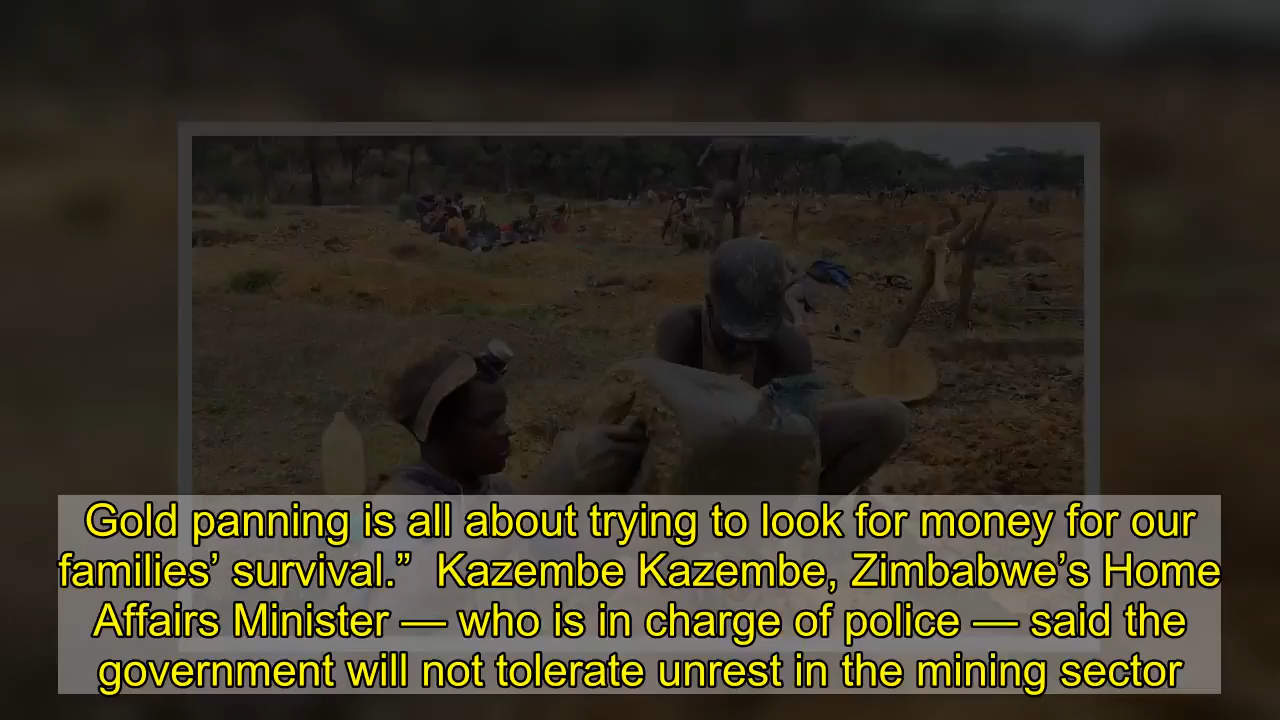 Gold panning is all about trying to look for money for our
families’ survival.”  Kazembe Kazembe, Zimbabwe’s Home
Affairs Minister — who is in charge of police — said the
government will not tolerate unrest in the mining sector